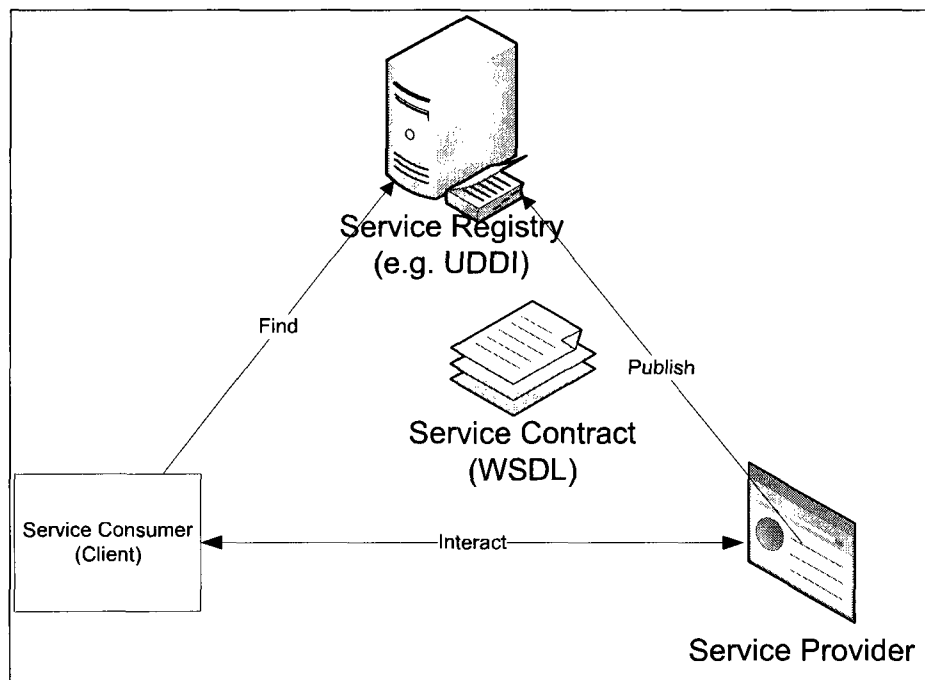 Service Registry
(e.g. UDDI)
Find
Publish
Service Contract
(WSDL)
Service Consumer
(Client)
Interact
Service Provider